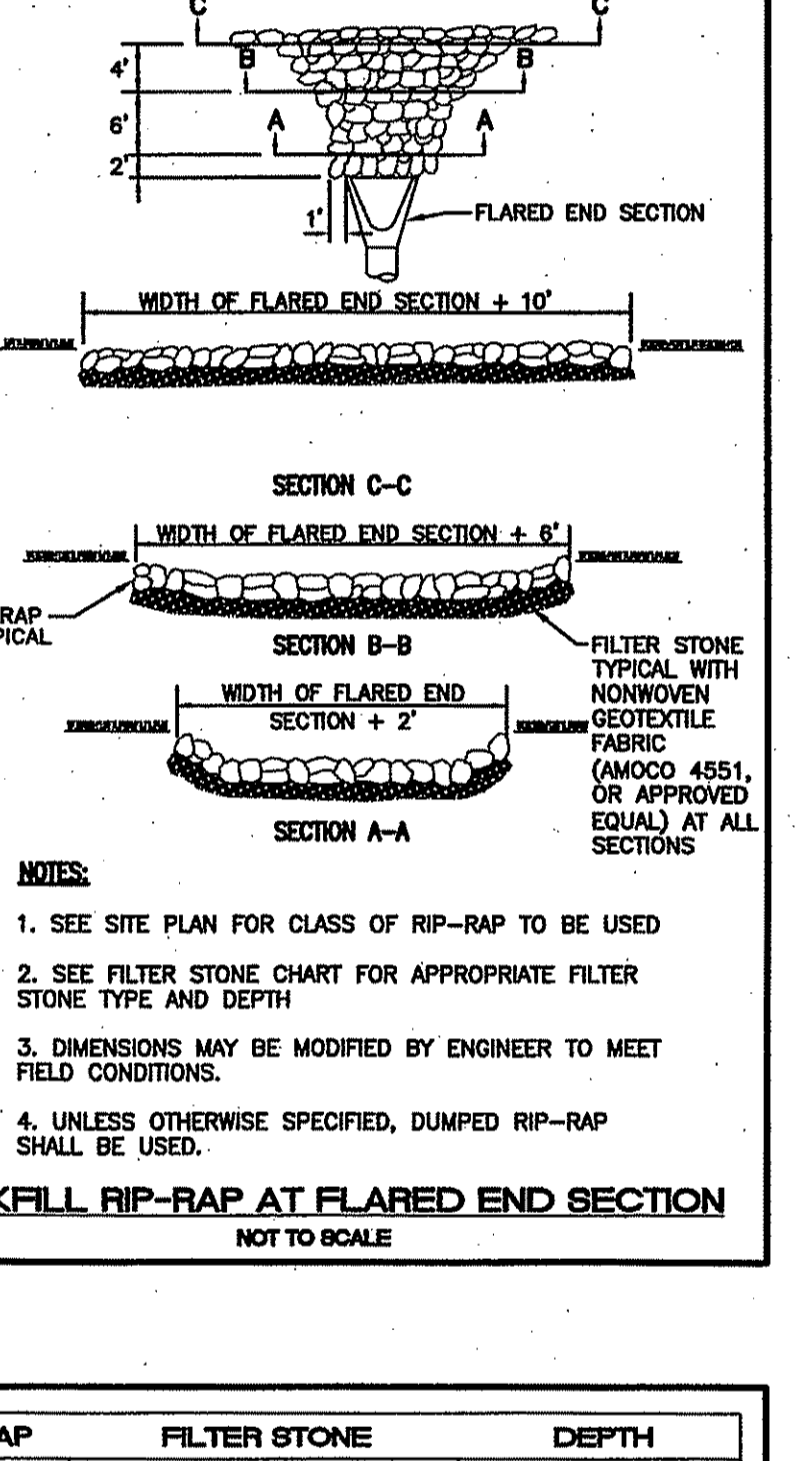 C C
4'
B B
6'
A A
2'
1'
FLARED END SECTION
WIDTH OF FLARED END SECTION + 10'
SECTION C-C
WIDTH OF FLARED END SECTION + 6'
RAP
PICAL
SECTION B-B
FILTER STONE
TYPICAL WITH
NONWOVEN
GEOTEXTILE
FABRIC
(AMOCO 4551,
OR APPROVED
EQUAL) AT ALL
SECTIONS
WIDTH OF FLARED END
SECTION + 2'
SECTION A-A
NOTES:
1. SEE SITE PLAN FOR CLASS OF RIP-RAP TO BE USED
2. SEE FILTER STONE CHART FOR APPROPRIATE FILTER
STONE TYPE AND DEPTH
3. DIMENSIONS MAY BE MODIFIED BY ENGINEER TO MEET
FIELD CONDITIONS.
4. UNLESS OTHERWISE SPECIFIED, DUMPED RIP-RAP
SHALL BE USED.
KFILL RIP-RAP AT FLARED END SECTION
NOT TO SCALE
AP FILTER STONE DEPTH